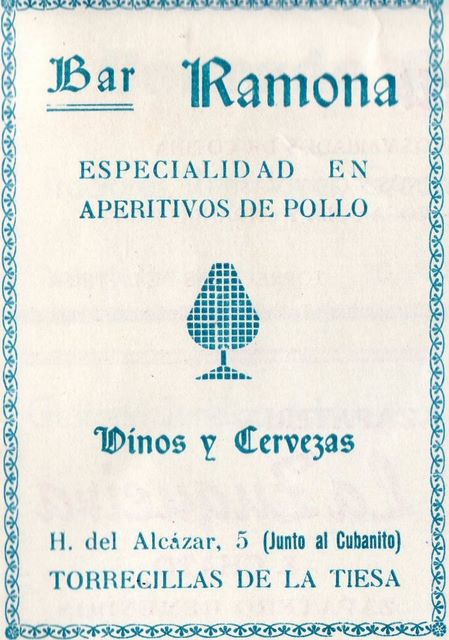 Bar Ramona
ESPECIALIDAD EN
APERITIVOS DE POLLO
Vinos y Cervezas
H. del Alcázar, 5 (Junto al Cubanito)
TORRECILLAS DE LA TIESA